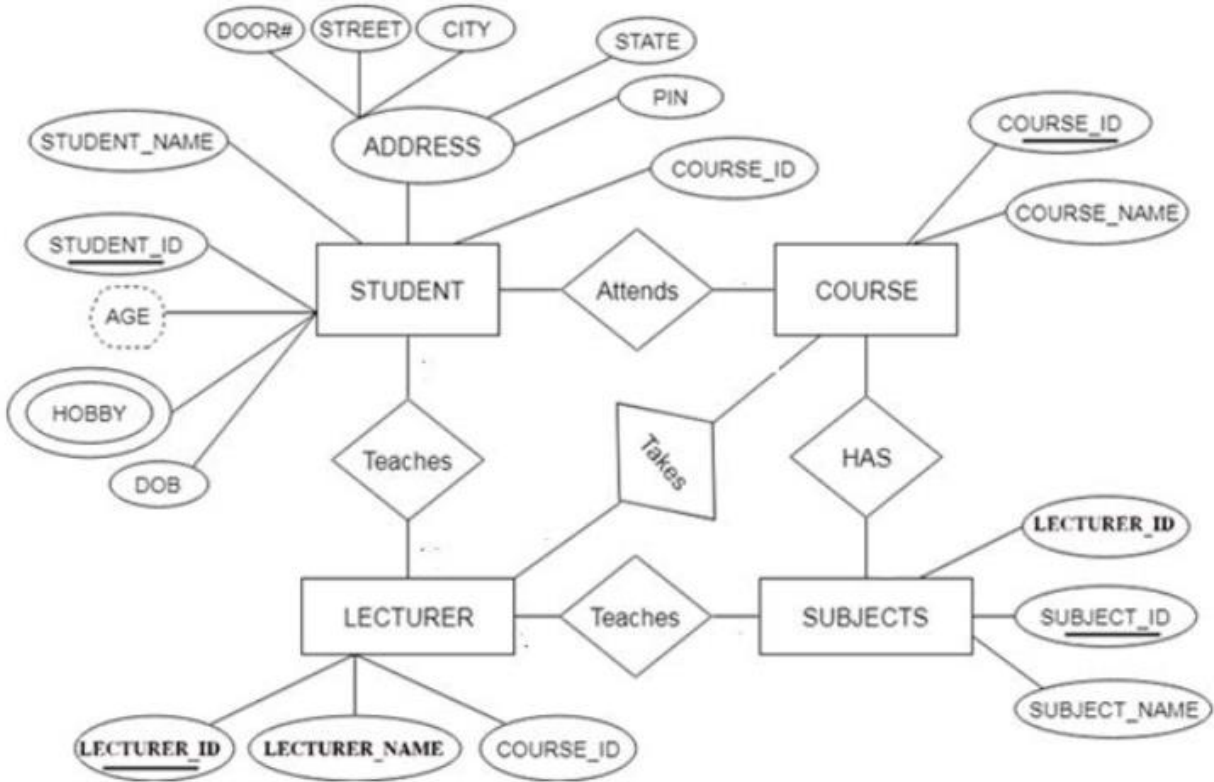 DOOR# STREET CITY
STATE
PIN
ADDRESS
STUDENT_NAME
COURSE_ID
COURSE_ID
COURSE_NAME
STUDENT_ID
STUDENT Attends COURSE
AGE
HOBBY
DOB
Teaches
Takes
HAS
LECTURER_ID
LECTURER Teaches SUBJECTS
SUBJECT_ID
SUBJECT_NAME
LECTURER_ID LECTURER_NAME COURSE_ID